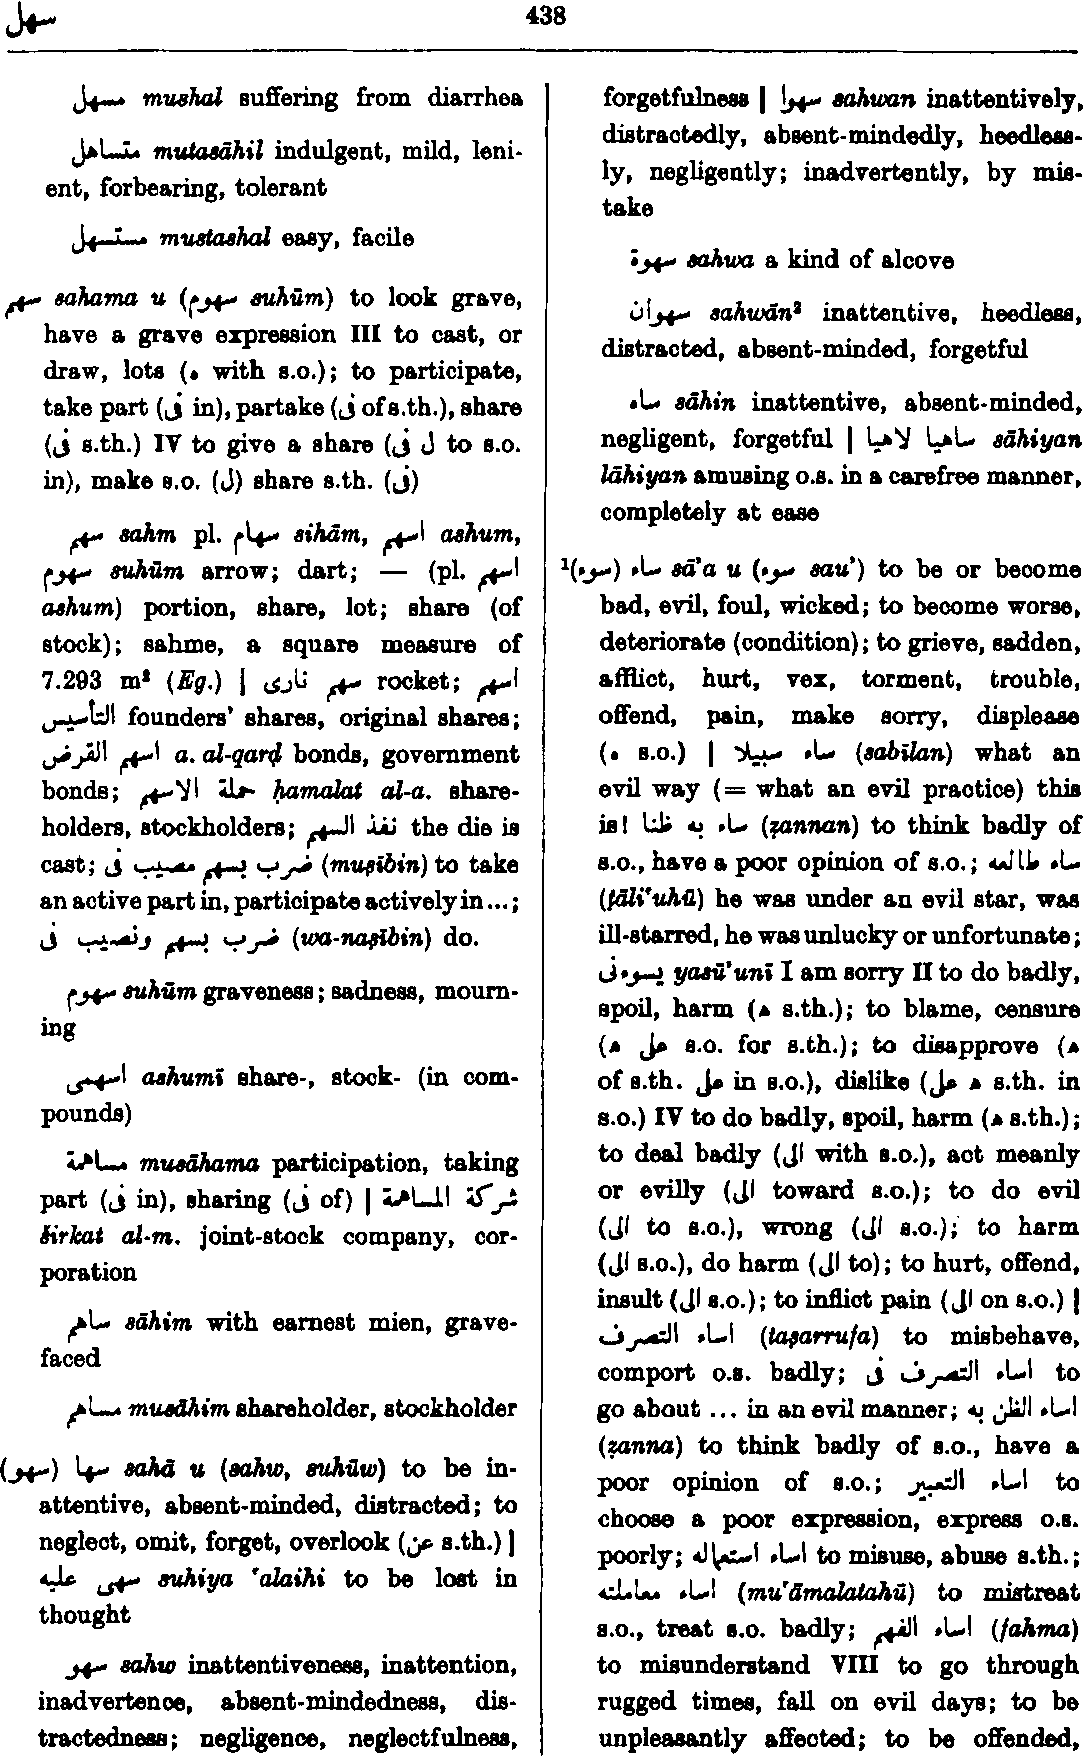 سهل
438
مسهل mushal suffering from diarrhea
متساهل mutasāhil indulgent, mild, leni-
ent, forbearing, tolerant
مستسهل mustashal easy, facile
سهم sahama u (سهوم suhūm) to look grave,
have a grave expression III to cast, or
draw, lots (ه with s.o.); to participate,
take part (فى in), partake (فى of s.th.), share
(فى s.th.) IV to give a share (ل فى to s.o.
in), make s.o. (ل) share s.th. (فى)
سهم sahm pl. سهام sihām, اسهم ashum,
سهوم suhūm arrow; dart; — (pl. اسهم
ashum) portion, share, lot; share (of
stock); sahme, a square measure of
7.293 m² (Eg.) | سهم نارى rocket; اسهم
التأسيس founders' shares, original shares;
اسهم القرض a. al-qarḍ bonds, government
bonds; حملة الاسهم ḥamalat al-a. share-
holders, stockholders; نفذ السهم the die is
cast; ضرب بسهم مصيب فى (muṣībin) to take
an active part in, participate actively in ...;
ضرب بسهم ونصيب فى (wa-naṣībin) do.
سهوم suhūm graveness; sadness, mourn-
ing
اسهمى ashumī share-, stock- (in com-
pounds)
مساهمة musāhama participation, taking
part (فى in), sharing (فى of) | شركة المساهمة
širkat al-m. joint-stock company, cor-
poration
ساهم sāhim with earnest mien, grave-
faced
مساهم musāhim shareholder, stockholder
(سهو) سها sahā u (sahw, suhūw) to be in-
attentive, absent-minded, distracted; to
neglect, omit, forget, overlook (عن s.th.) |
سهى عليه suhiya ʿalaihi to be lost in
thought
سهو sahw inattentiveness, inattention,
inadvertence, absent-mindedness, dis-
tractedness; negligence, neglectfulness,
forgetfulness | سهوا sahwan inattentively,
distractedly, absent-mindedly, heedless-
ly, negligently; inadvertently, by mis-
take
سهوة sahwa a kind of alcove
سهوان sahwān² inattentive, heedless,
distracted, absent-minded, forgetful
ساه sāhin inattentive, absent-minded,
negligent, forgetful | ساهيا لاهيا sāhiyan
lāhiyan amusing o.s. in a carefree manner,
completely at ease
¹(سوء) ساء sā'a u (سوء sau') to be or become
bad, evil, foul, wicked; to become worse,
deteriorate (condition); to grieve, sadden,
afflict, hurt, vex, torment, trouble,
offend, pain, make sorry, displease
(ه s.o.) | ساء سبيلا (sabīlan) what an
evil way (= what an evil practice) this
is! ساء به ظنا (ẓannan) to think badly of
s.o., have a poor opinion of s.o.; ساء طالعه
(ṭāliʿuhū) he was under an evil star, was
ill-starred, he was unlucky or unfortunate;
يسوءنى yasū'unī I am sorry II to do badly,
spoil, harm (ه s.th.); to blame, censure
(ه على s.o. for s.th.); to disapprove (ه
of s.th. على in s.o.), dislike (ه على s.th. in
s.o.) IV to do badly, spoil, harm (ه s.th.);
to deal badly (الى with s.o.), act meanly
or evilly (الى toward s.o.); to do evil
(الى to s.o.), wrong (الى s.o.); to harm
(الى s.o.), do harm (الى to); to hurt, offend,
insult (الى s.o.); to inflict pain (الى on s.o.) |
اساء التصرف (taṣarrufa) to misbehave,
comport o.s. badly; اساء التصرف فى to
go about ... in an evil manner; اساء الظن به
(ẓanna) to think badly of s.o., have a
poor opinion of s.o.; اساء التعبير to
choose a poor expression, express o.s.
poorly; اساء استعماله to misuse, abuse s.th.;
اساء معاملته (muʿāmalatahū) to mistreat
s.o., treat s.o. badly; اساء الفهم (fahma)
to misunderstand VIII to go through
rugged times, fall on evil days; to be
unpleasantly affected; to be offended,